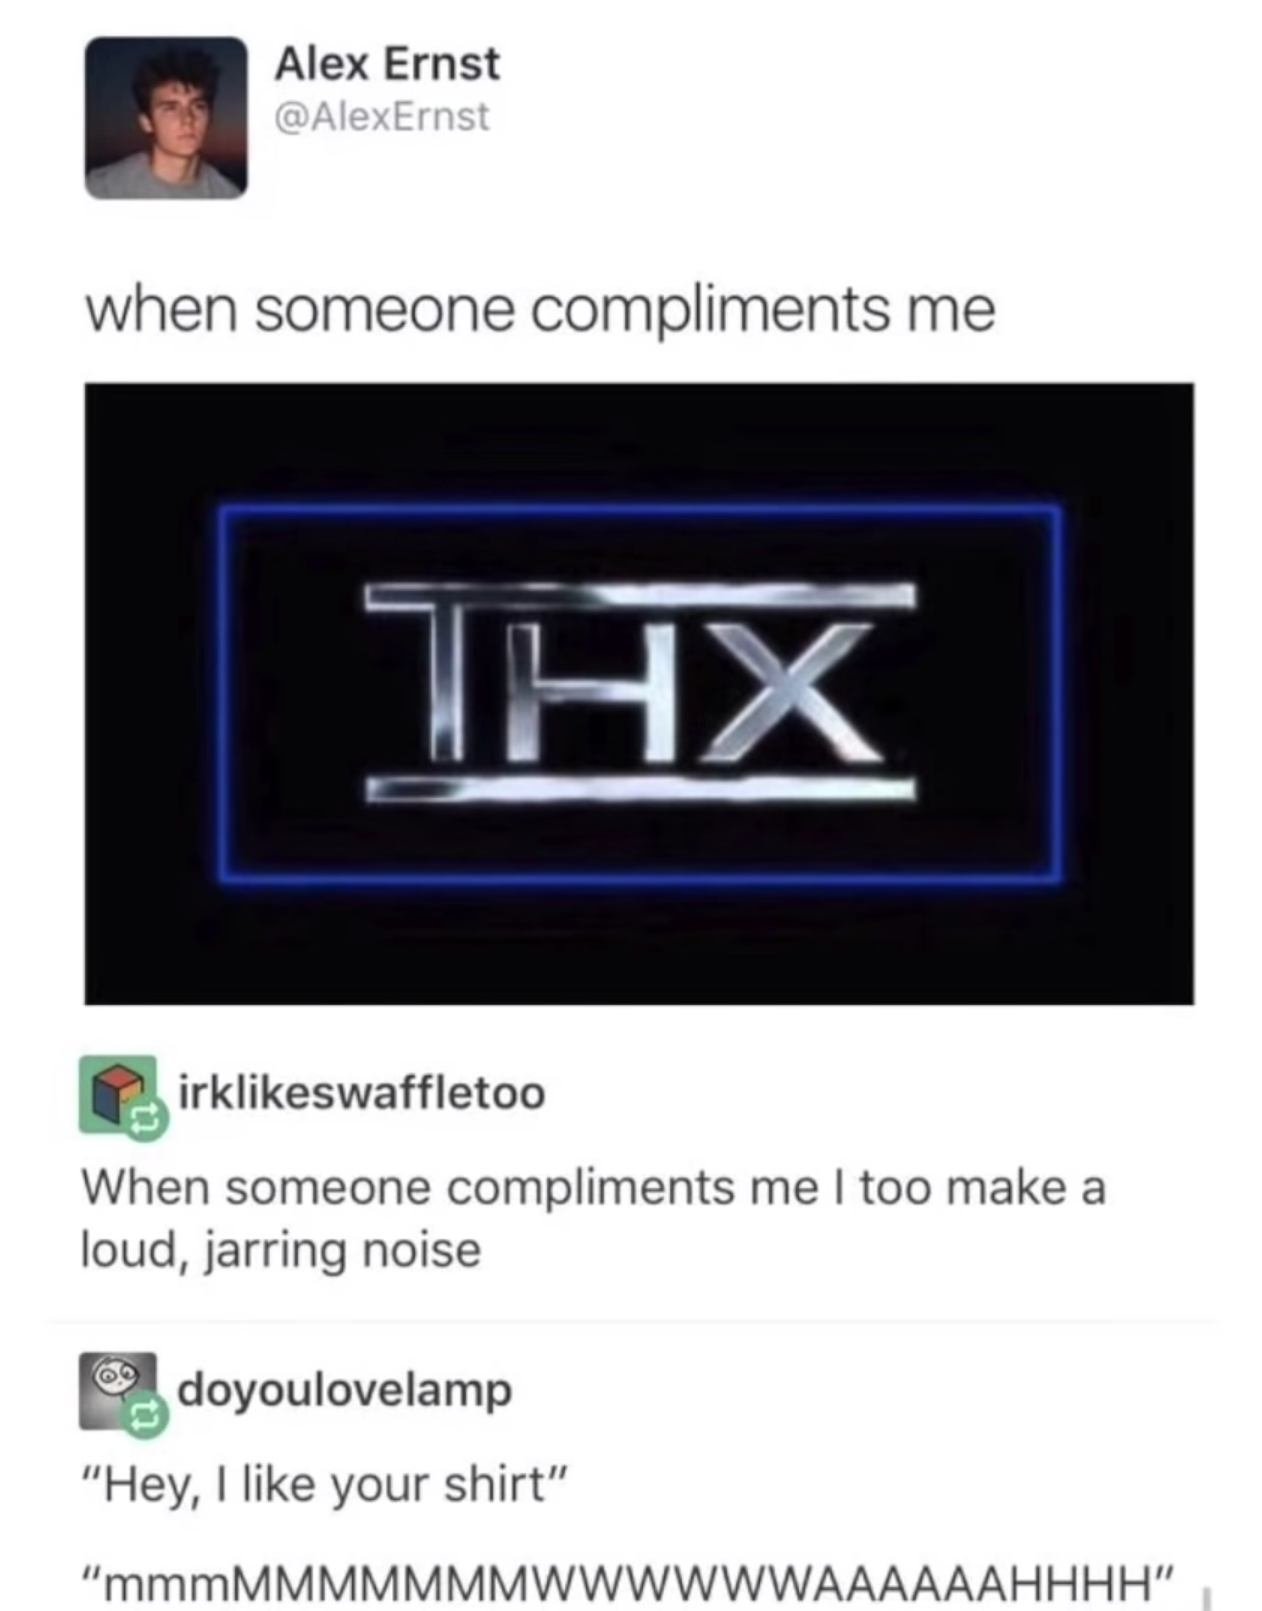 Alex Ernst
@AlexErnst
when someone compliments me
THX
irklikeswaffletoo
When someone compliments me I too make a
loud, jarring noise
doyoulovelamp
"Hey, I like your shirt"
"mmmMMMMMMMWWWWWWAAAAAAHHHH"